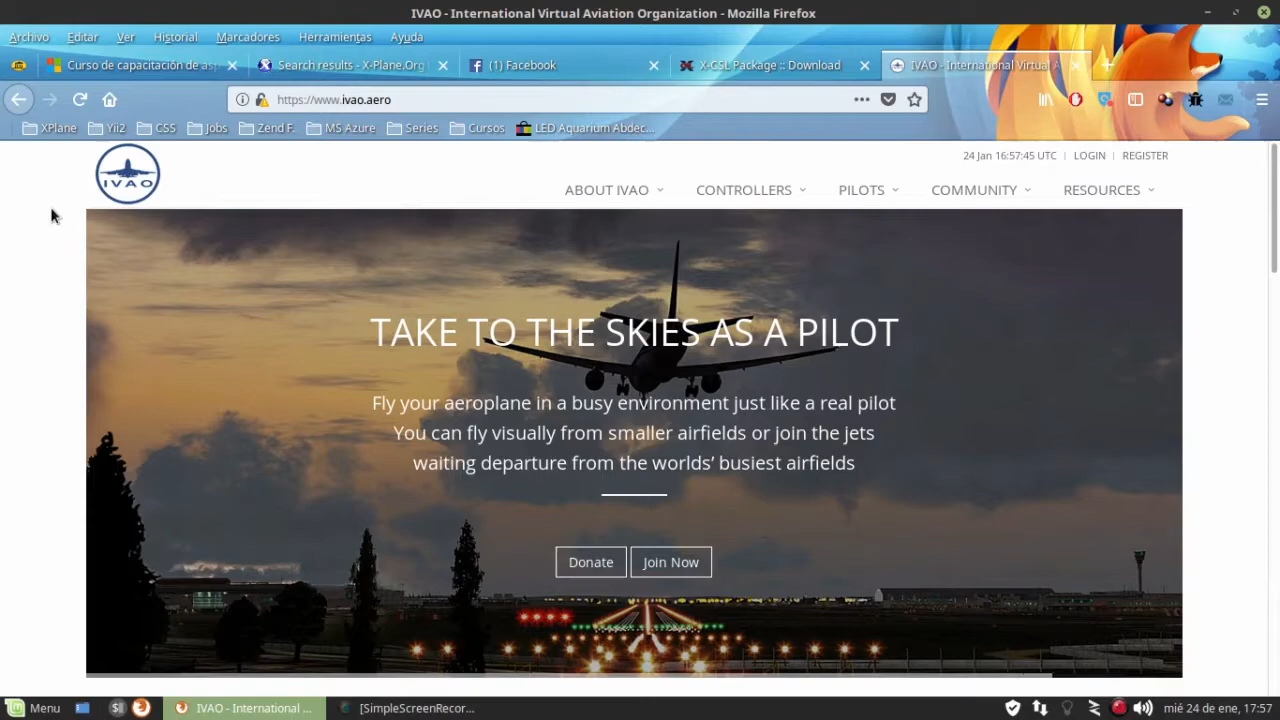 IVAO - International Virtual Aviation Organization - Mozilla Firefox
Archivo Editar Ver Historial Marcadores Herramientas Ayuda
Curso de capacitación de as
Search results - X-Plane.Org
(1) Facebook
X-CSL Package :: Download
IVAO - International Virtual A
https://www.ivao.aero
XPlane Yii2 CSS Jobs Zend F. MS Azure Series Cursos LED Aquarium Abdec...
24 Jan 16:57:45 UTC | LOGIN | REGISTER
IVAO
ABOUT IVAO CONTROLLERS PILOTS COMMUNITY RESOURCES
TAKE TO THE SKIES AS A PILOT
Fly your aeroplane in a busy environment just like a real pilot
You can fly visually from smaller airfields or join the jets
waiting departure from the worlds’ busiest airfields
Donate Join Now
Menu IVAO - International ... [SimpleScreenRecor... mié 24 de ene, 17:57